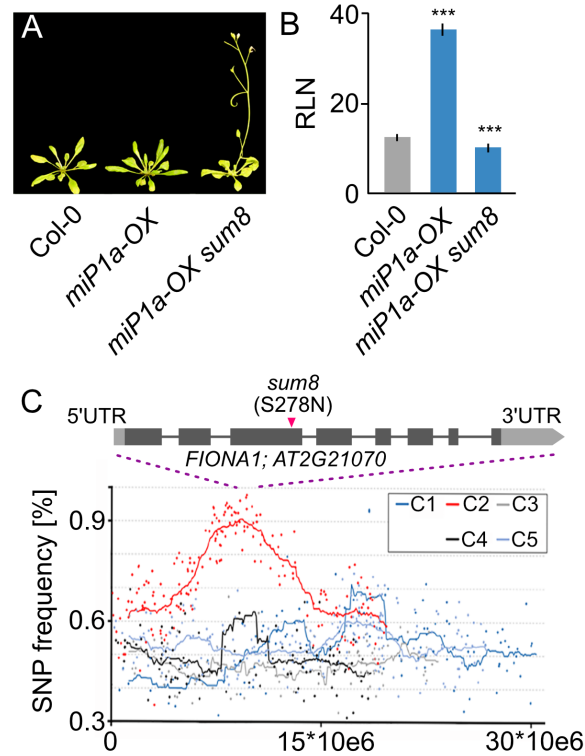 A
Col-0
miP1a-OX
miP1a-OX sum8
B
RLN
40
20
0
***
***
Col-0
miP1a-OX
miP1a-OX sum8
C
sum8
(S278N)
5'UTR
3'UTR
FIONA1; AT2G21070
SNP frequency [%]
0.9
0.6
0.3
C1 C2 C3
C4 C5
0
15*10e6
30*10e6